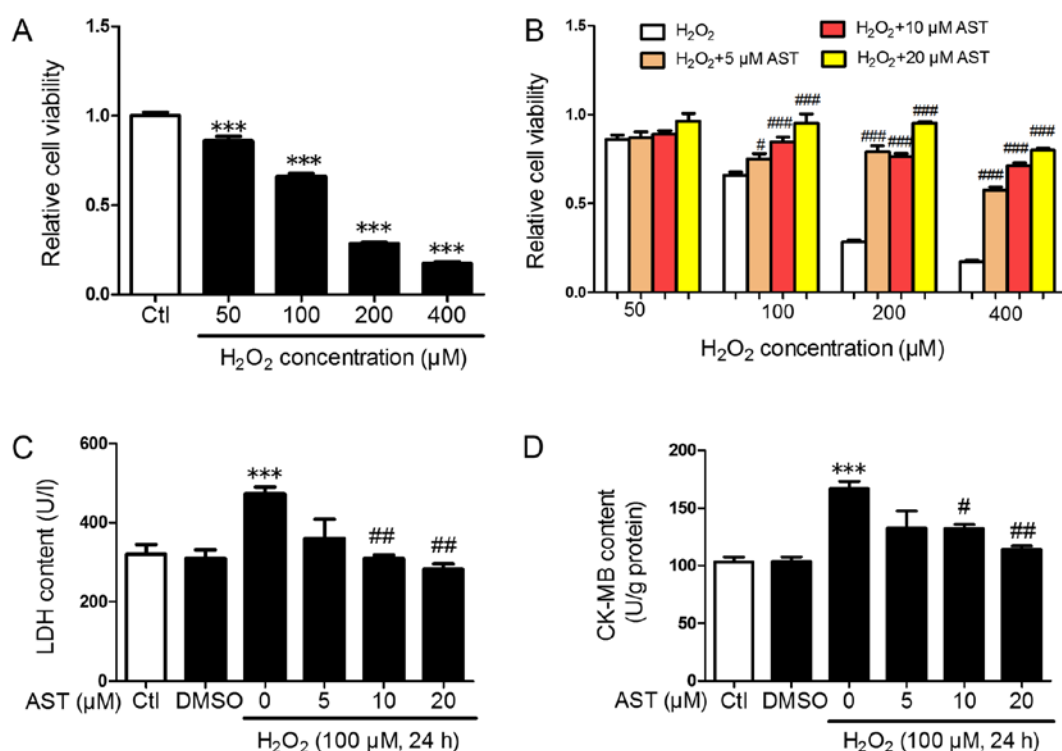 A
Relative cell viability
1.5
1.0
0.5
0.0
***
***
***
***
Ctl 50 100 200 400
H₂O₂ concentration (µM)
B
Relative cell viability
H₂O₂
H₂O₂+5 µM AST
H₂O₂+10 µM AST
H₂O₂+20 µM AST
1.5
1.0
0.5
0.0
# ### ###
### ### ###
### ### ###
50 100 200 400
H₂O₂ concentration (µM)
C
LDH content (U/l)
600
400
200
0
***
##
##
AST (µM) Ctl DMSO 0 5 10 20
H₂O₂ (100 µM, 24 h)
D
CK-MB content
(U/g protein)
200
150
100
50
0
***
#
##
AST (µM) Ctl DMSO 0 5 10 20
H₂O₂ (100 µM, 24 h)